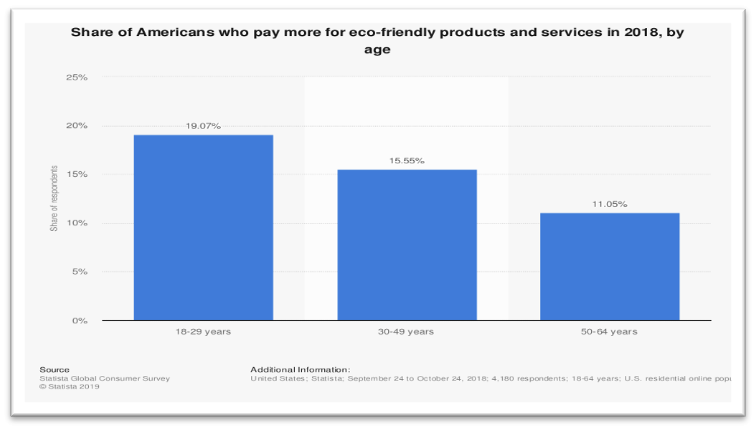 Share of Americans who pay more for eco-friendly products and services in 2018, by
age
25%
20%
15%
10%
5%
0%
Share of respondents
19.07%
15.55%
11.05%
18-29 years
30-49 years
50-64 years
Source
Statista Global Consumer Survey
© Statista 2019
Additional Information:
United States; Statista; September 24 to October 24, 2018; 4,180 respondents; 18-64 years; U.S. residential online